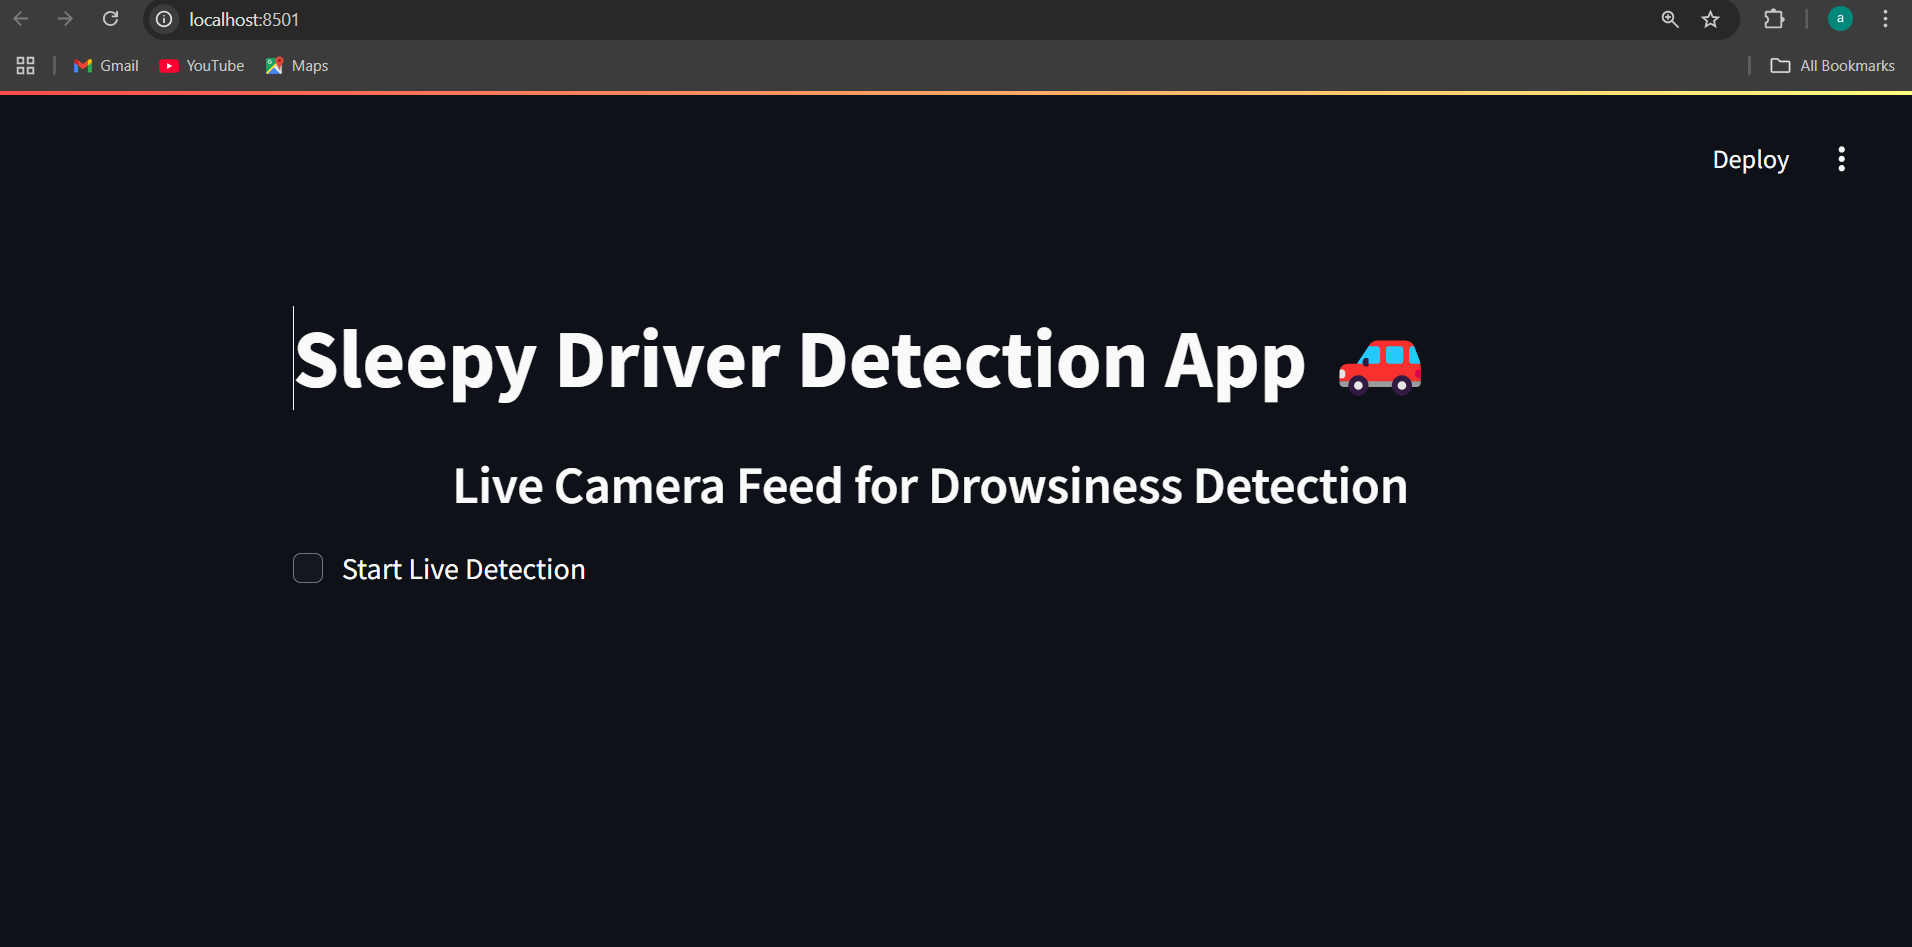 localhost:8501
a
Gmail YouTube Maps All Bookmarks
Deploy
Sleepy Driver Detection App 🚗
Live Camera Feed for Drowsiness Detection
Start Live Detection